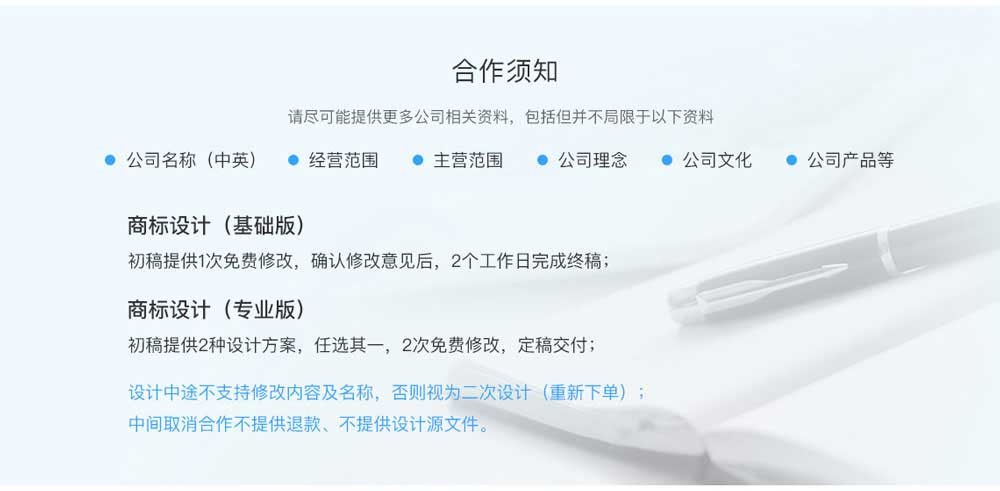 合作须知
请尽可能提供更多公司相关资料，包括但并不局限于以下资料
公司名称（中英） 经营范围 主营范围 公司理念 公司文化 公司产品等
商标设计（基础版）
初稿提供1次免费修改，确认修改意见后，2个工作日完成终稿；
商标设计（专业版）
初稿提供2种设计方案，任选其一，2次免费修改，定稿交付；
设计中途不支持修改内容及名称，否则视为二次设计（重新下单）；
中间取消合作不提供退款、不提供设计源文件。